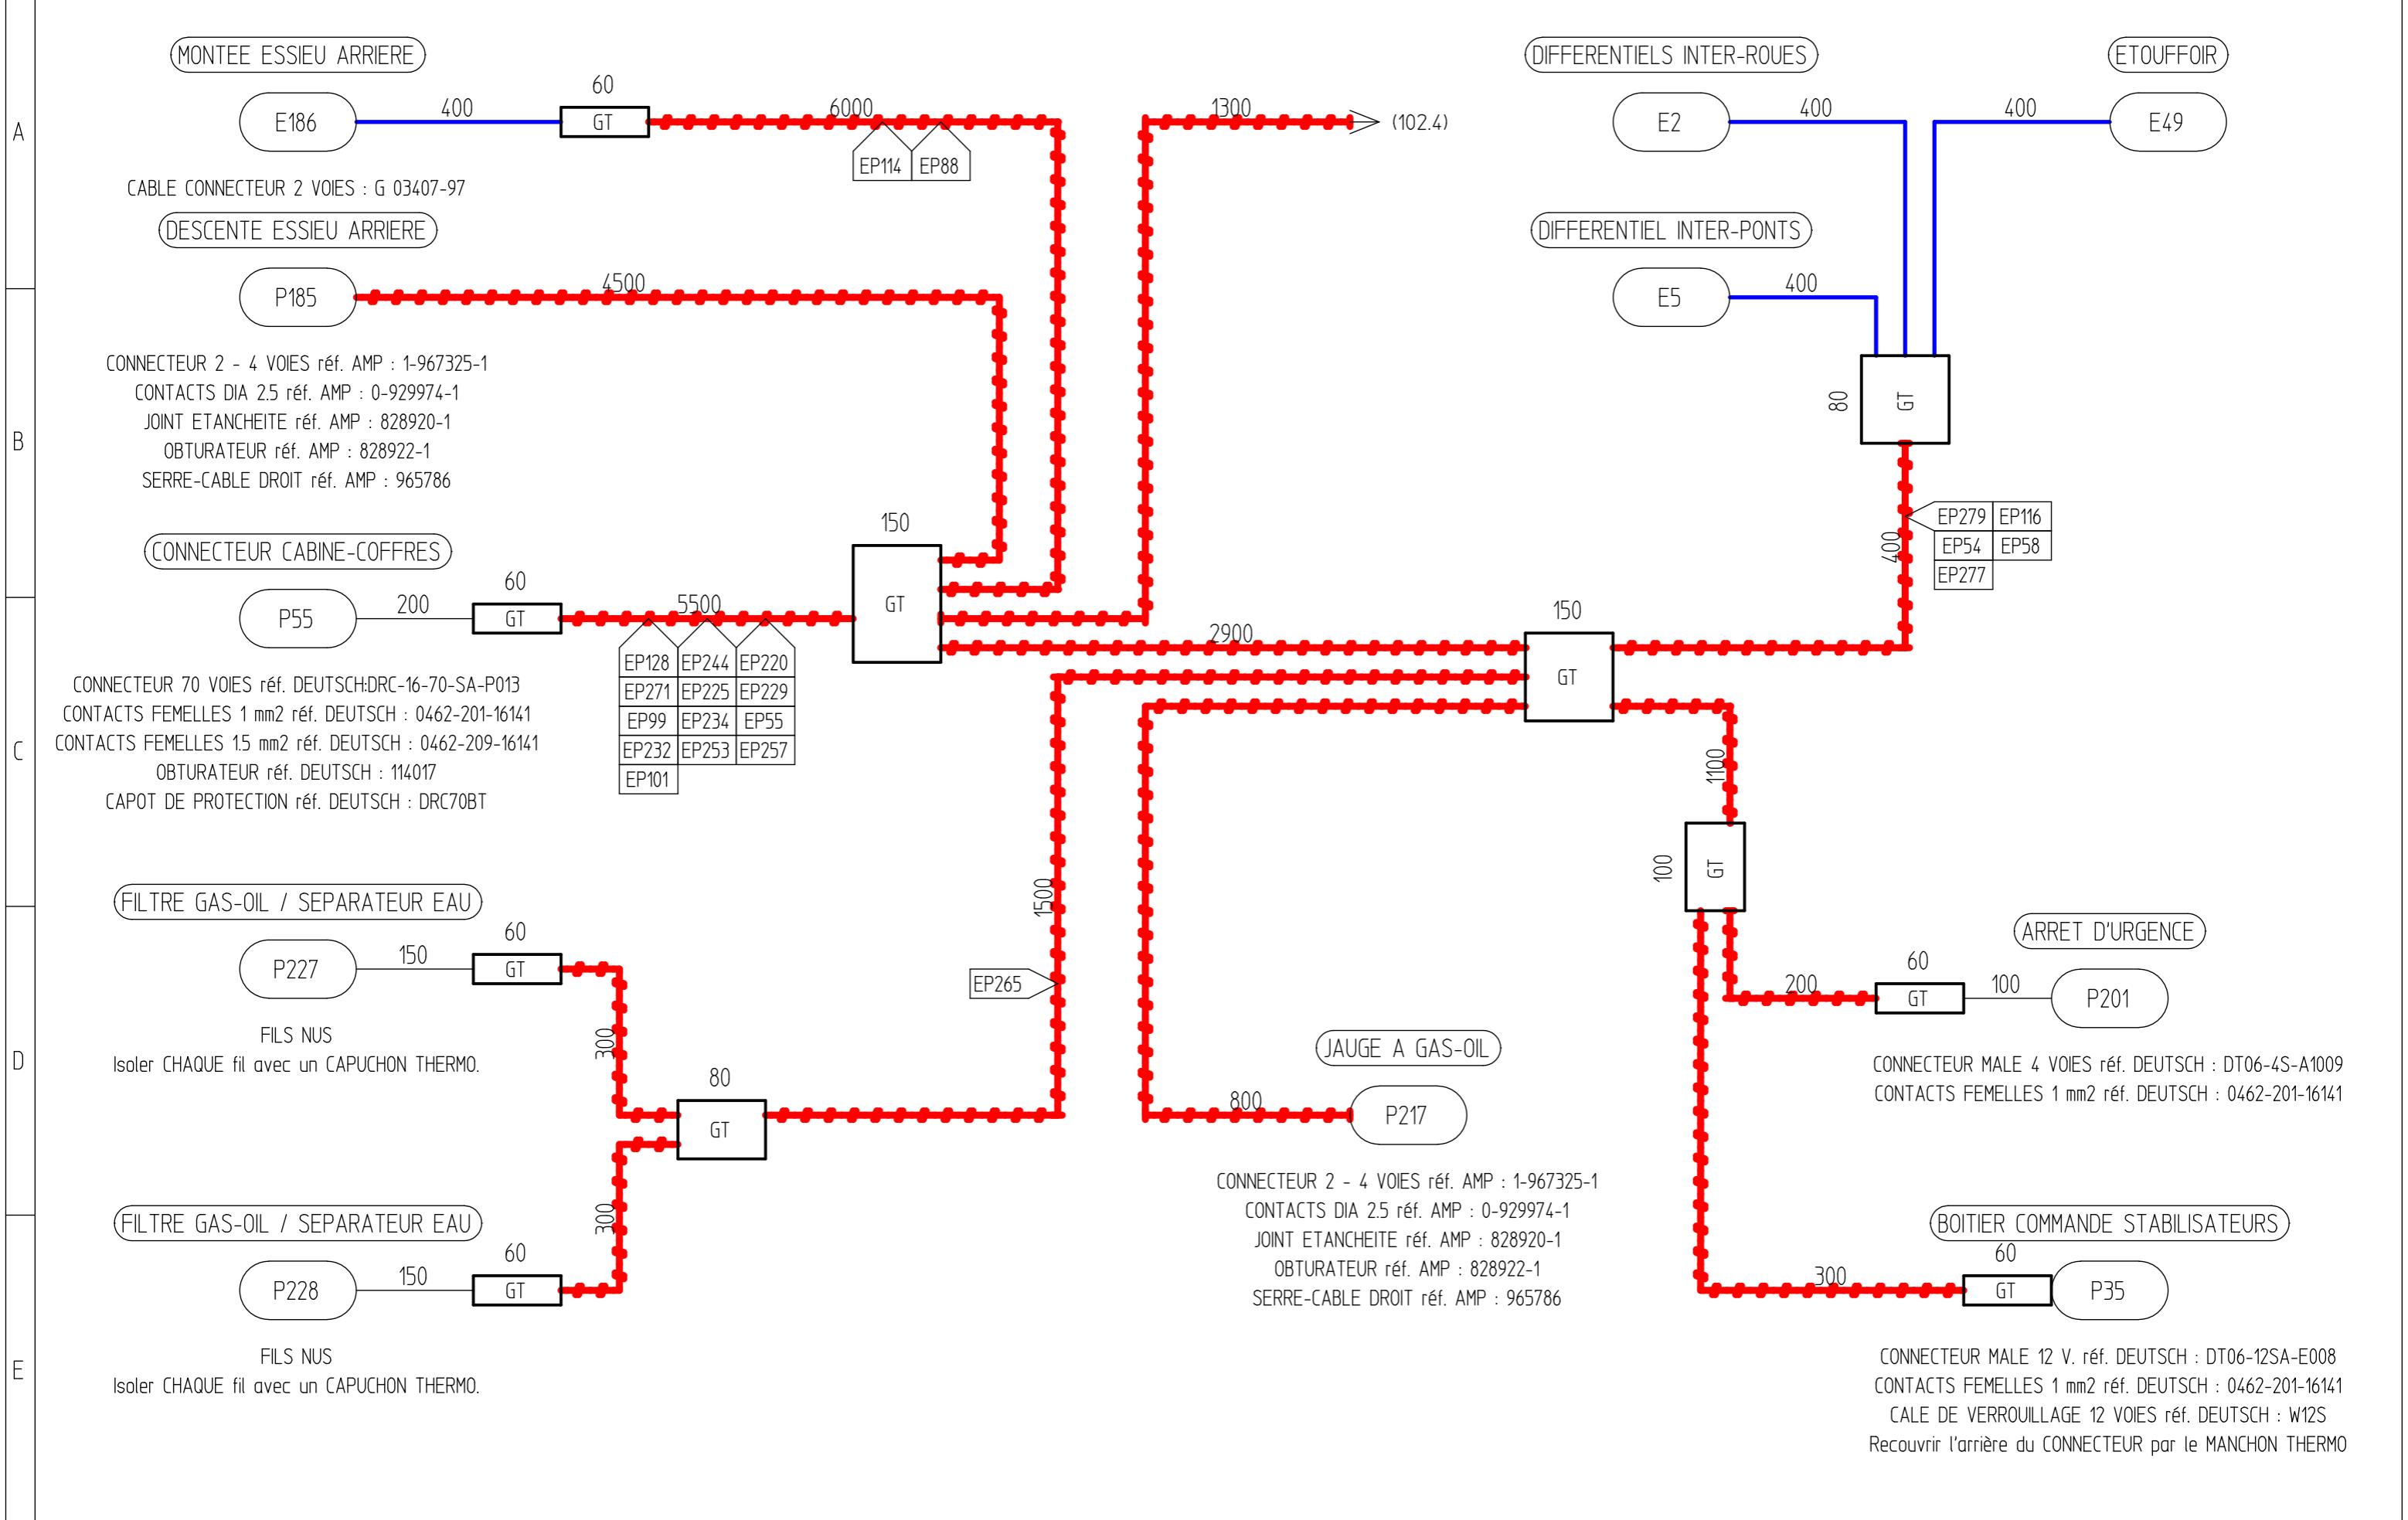 MONTEE ESSIEU ARRIERE
DIFFERENTIELS INTER-ROUES
ETOUFFOIR
60
A
E186
400
GT
6000
1300
(102.4)
E2
400
400
E49
EP114
EP88
CABLE CONNECTEUR 2 VOIES : G 03407-97
DESCENTE ESSIEU ARRIERE
DIFFERENTIEL INTER-PONTS
P185
4500
E5
400
CONNECTEUR 2 - 4 VOIES réf. AMP : 1-967325-1
CONTACTS DIA 2.5 réf. AMP : 0-929974-1
JOINT ETANCHEITE réf. AMP : 828920-1
OBTURATEUR réf. AMP : 828922-1
SERRE-CABLE DROIT réf. AMP : 965786
80
GT
B
150
EP279
EP116
EP54
EP58
EP277
400
CONNECTEUR CABINE-COFFRES
60
P55
200
GT
5500
GT
150
2900
GT
EP128
EP244
EP220
EP271
EP225
EP229
EP99
EP234
EP55
EP232
EP253
EP257
EP101
CONNECTEUR 70 VOIES réf. DEUTSCH:DRC-16-70-SA-P013
CONTACTS FEMELLES 1 mm2 réf. DEUTSCH : 0462-201-16141
CONTACTS FEMELLES 1.5 mm2 réf. DEUTSCH : 0462-209-16141
OBTURATEUR réf. DEUTSCH : 114017
CAPOT DE PROTECTION réf. DEUTSCH : DRC70BT
C
1100
100
GT
FILTRE GAS-OIL / SEPARATEUR EAU
1500
60
ARRET D'URGENCE
P227
150
GT
EP265
60
200
GT
100
P201
FILS NUS
Isoler CHAQUE fil avec un CAPUCHON THERMO.
300
D
JAUGE A GAS-OIL
CONNECTEUR MALE 4 VOIES réf. DEUTSCH : DT06-4S-A1009
CONTACTS FEMELLES 1 mm2 réf. DEUTSCH : 0462-201-16141
80
GT
800
P217
CONNECTEUR 2 - 4 VOIES réf. AMP : 1-967325-1
CONTACTS DIA 2.5 réf. AMP : 0-929974-1
JOINT ETANCHEITE réf. AMP : 828920-1
OBTURATEUR réf. AMP : 828922-1
SERRE-CABLE DROIT réf. AMP : 965786
FILTRE GAS-OIL / SEPARATEUR EAU
300
60
P228
150
GT
BOITIER COMMANDE STABILISATEURS
60
300
GT
P35
FILS NUS
Isoler CHAQUE fil avec un CAPUCHON THERMO.
E
CONNECTEUR MALE 12 V. réf. DEUTSCH : DT06-12SA-E008
CONTACTS FEMELLES 1 mm2 réf. DEUTSCH : 0462-201-16141
CALE DE VERROUILLAGE 12 VOIES réf. DEUTSCH : W12S
Recouvrir l'arrière du CONNECTEUR par le MANCHON THERMO